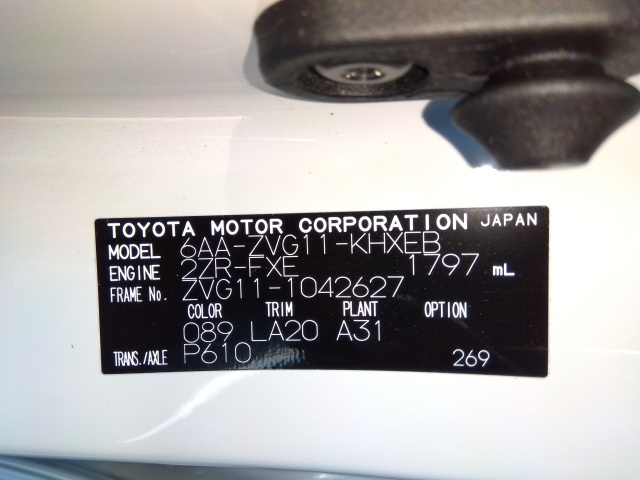 TOYOTA MOTOR CORPORATION JAPAN
MODEL 6AA-ZVG11-KHXEB
ENGINE 2ZR-FXE 1797 mL
FRAME No. ZVG11-1042627
COLOR TRIM PLANT OPTION
089 LA20 A31
TRANS./AXLE P610 269